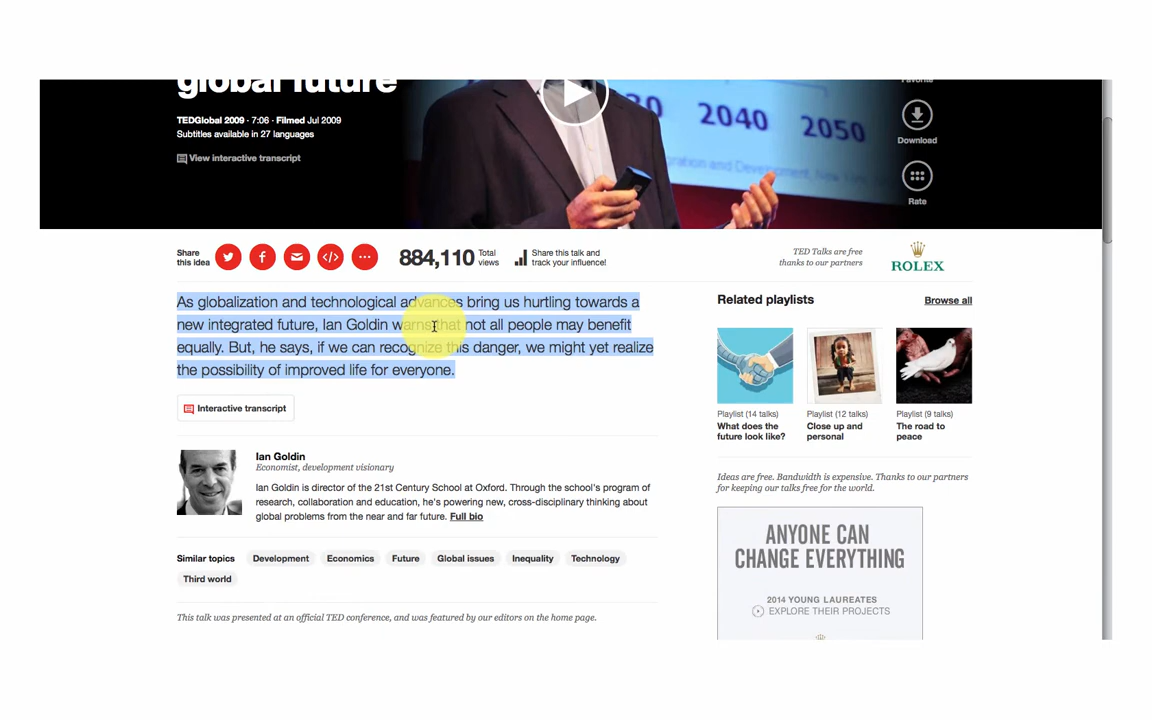 global future
TEDGlobal 2009 · 7:06 · Filmed Jul 2009
Subtitles available in 27 languages
View interactive transcript
2040
2050
Favorite
Download
Rate
Share
this idea
884,110 Total
views
Share this talk and
track your influence!
TED Talks are free
thanks to our partners
ROLEX
As globalization and technological advances bring us hurtling towards a
new integrated future, Ian Goldin warns that not all people may benefit
equally. But, he says, if we can recognize this danger, we might yet realize
the possibility of improved life for everyone.
Interactive transcript
Ian Goldin
Economist, development visionary
Ian Goldin is director of the 21st Century School at Oxford. Through the school's program of
research, collaboration and education, he's powering new, cross-disciplinary thinking about
global problems from the near and far future. Full bio
Similar topics Development Economics Future Global issues Inequality Technology
Third world
This talk was presented at an official TED conference, and was featured by our editors on the home page.
Related playlists Browse all
Playlist (14 talks)
What does the
future look like?
Playlist (12 talks)
Close up and
personal
Playlist (9 talks)
The road to
peace
Ideas are free. Bandwidth is expensive. Thanks to our partners
for keeping our talks free for the world.
ANYONE CAN
CHANGE EVERYTHING
2014 YOUNG LAUREATES
EXPLORE THEIR PROJECTS